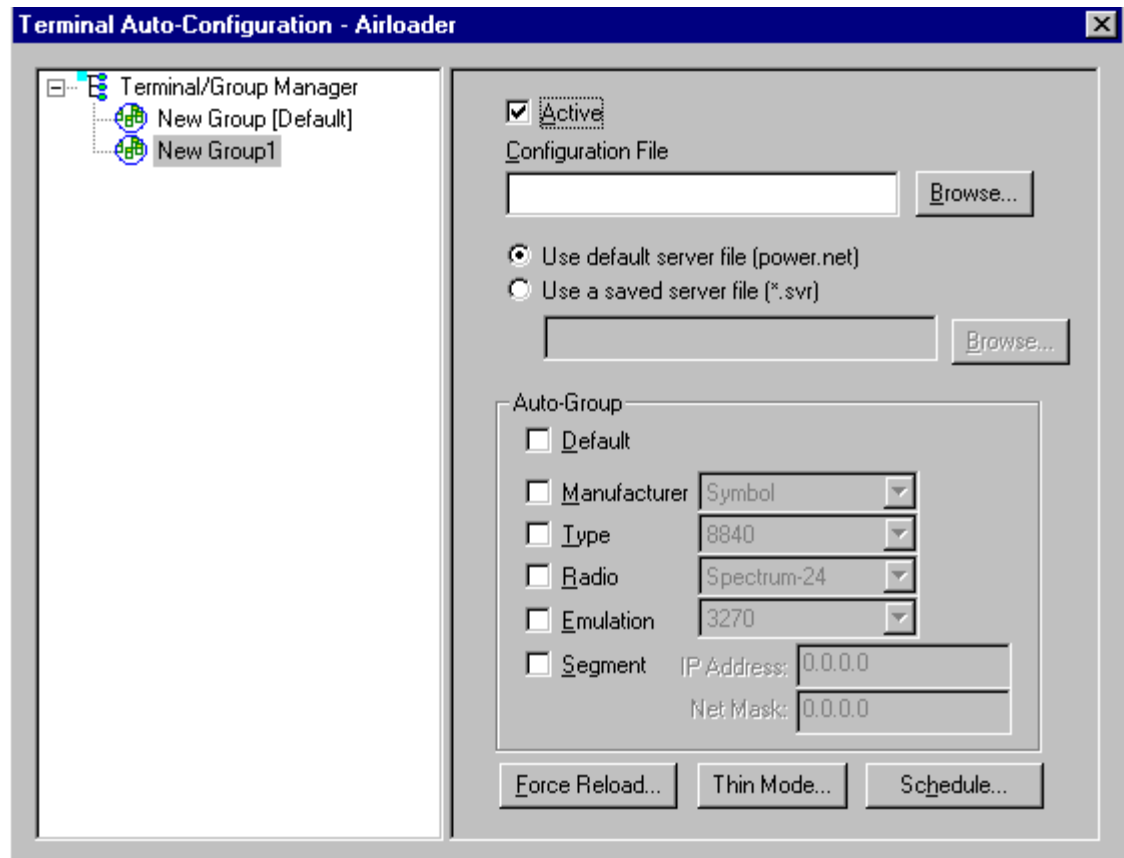 Terminal Auto-Configuration - Airloader
Terminal/Group Manager
New Group [Default]
New Group1
Active
Configuration File
Browse...
Use default server file (power.net)
Use a saved server file (*.svr)
Browse...
Auto-Group
Default
Manufacturer Symbol
Type 8840
Radio Spectrum-24
Emulation 3270
Segment IP Address: 0.0.0.0
Net Mask: 0.0.0.0
Force Reload... Thin Mode... Schedule...